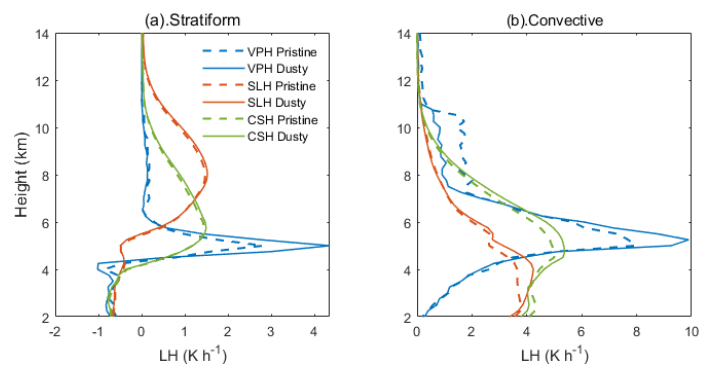 (a).Stratiform
(b).Convective
14
12
10
8
6
4
2
-2
-1
0
1
2
3
4
Height (km)
LH (K h-1)
VPH Pristine
VPH Dusty
SLH Pristine
SLH Dusty
CSH Pristine
CSH Dusty
14
12
10
8
6
4
2
0
2
4
6
8
10
LH (K h-1)